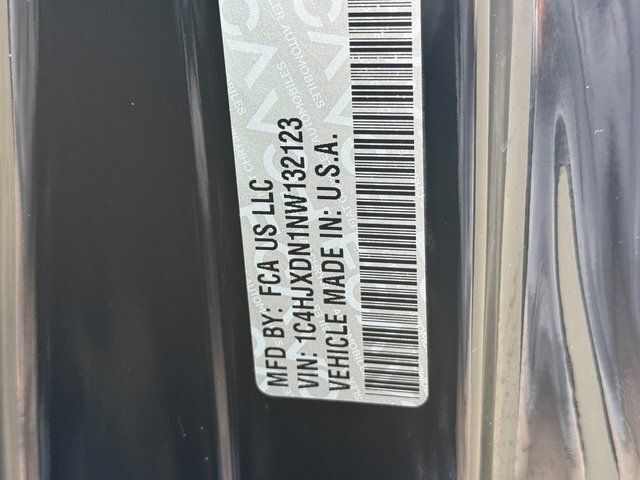 MFD BY: FCA US LLC
VIN: 1C4HJXDN1NW132123
VEHICLE MADE IN: U.S.A.